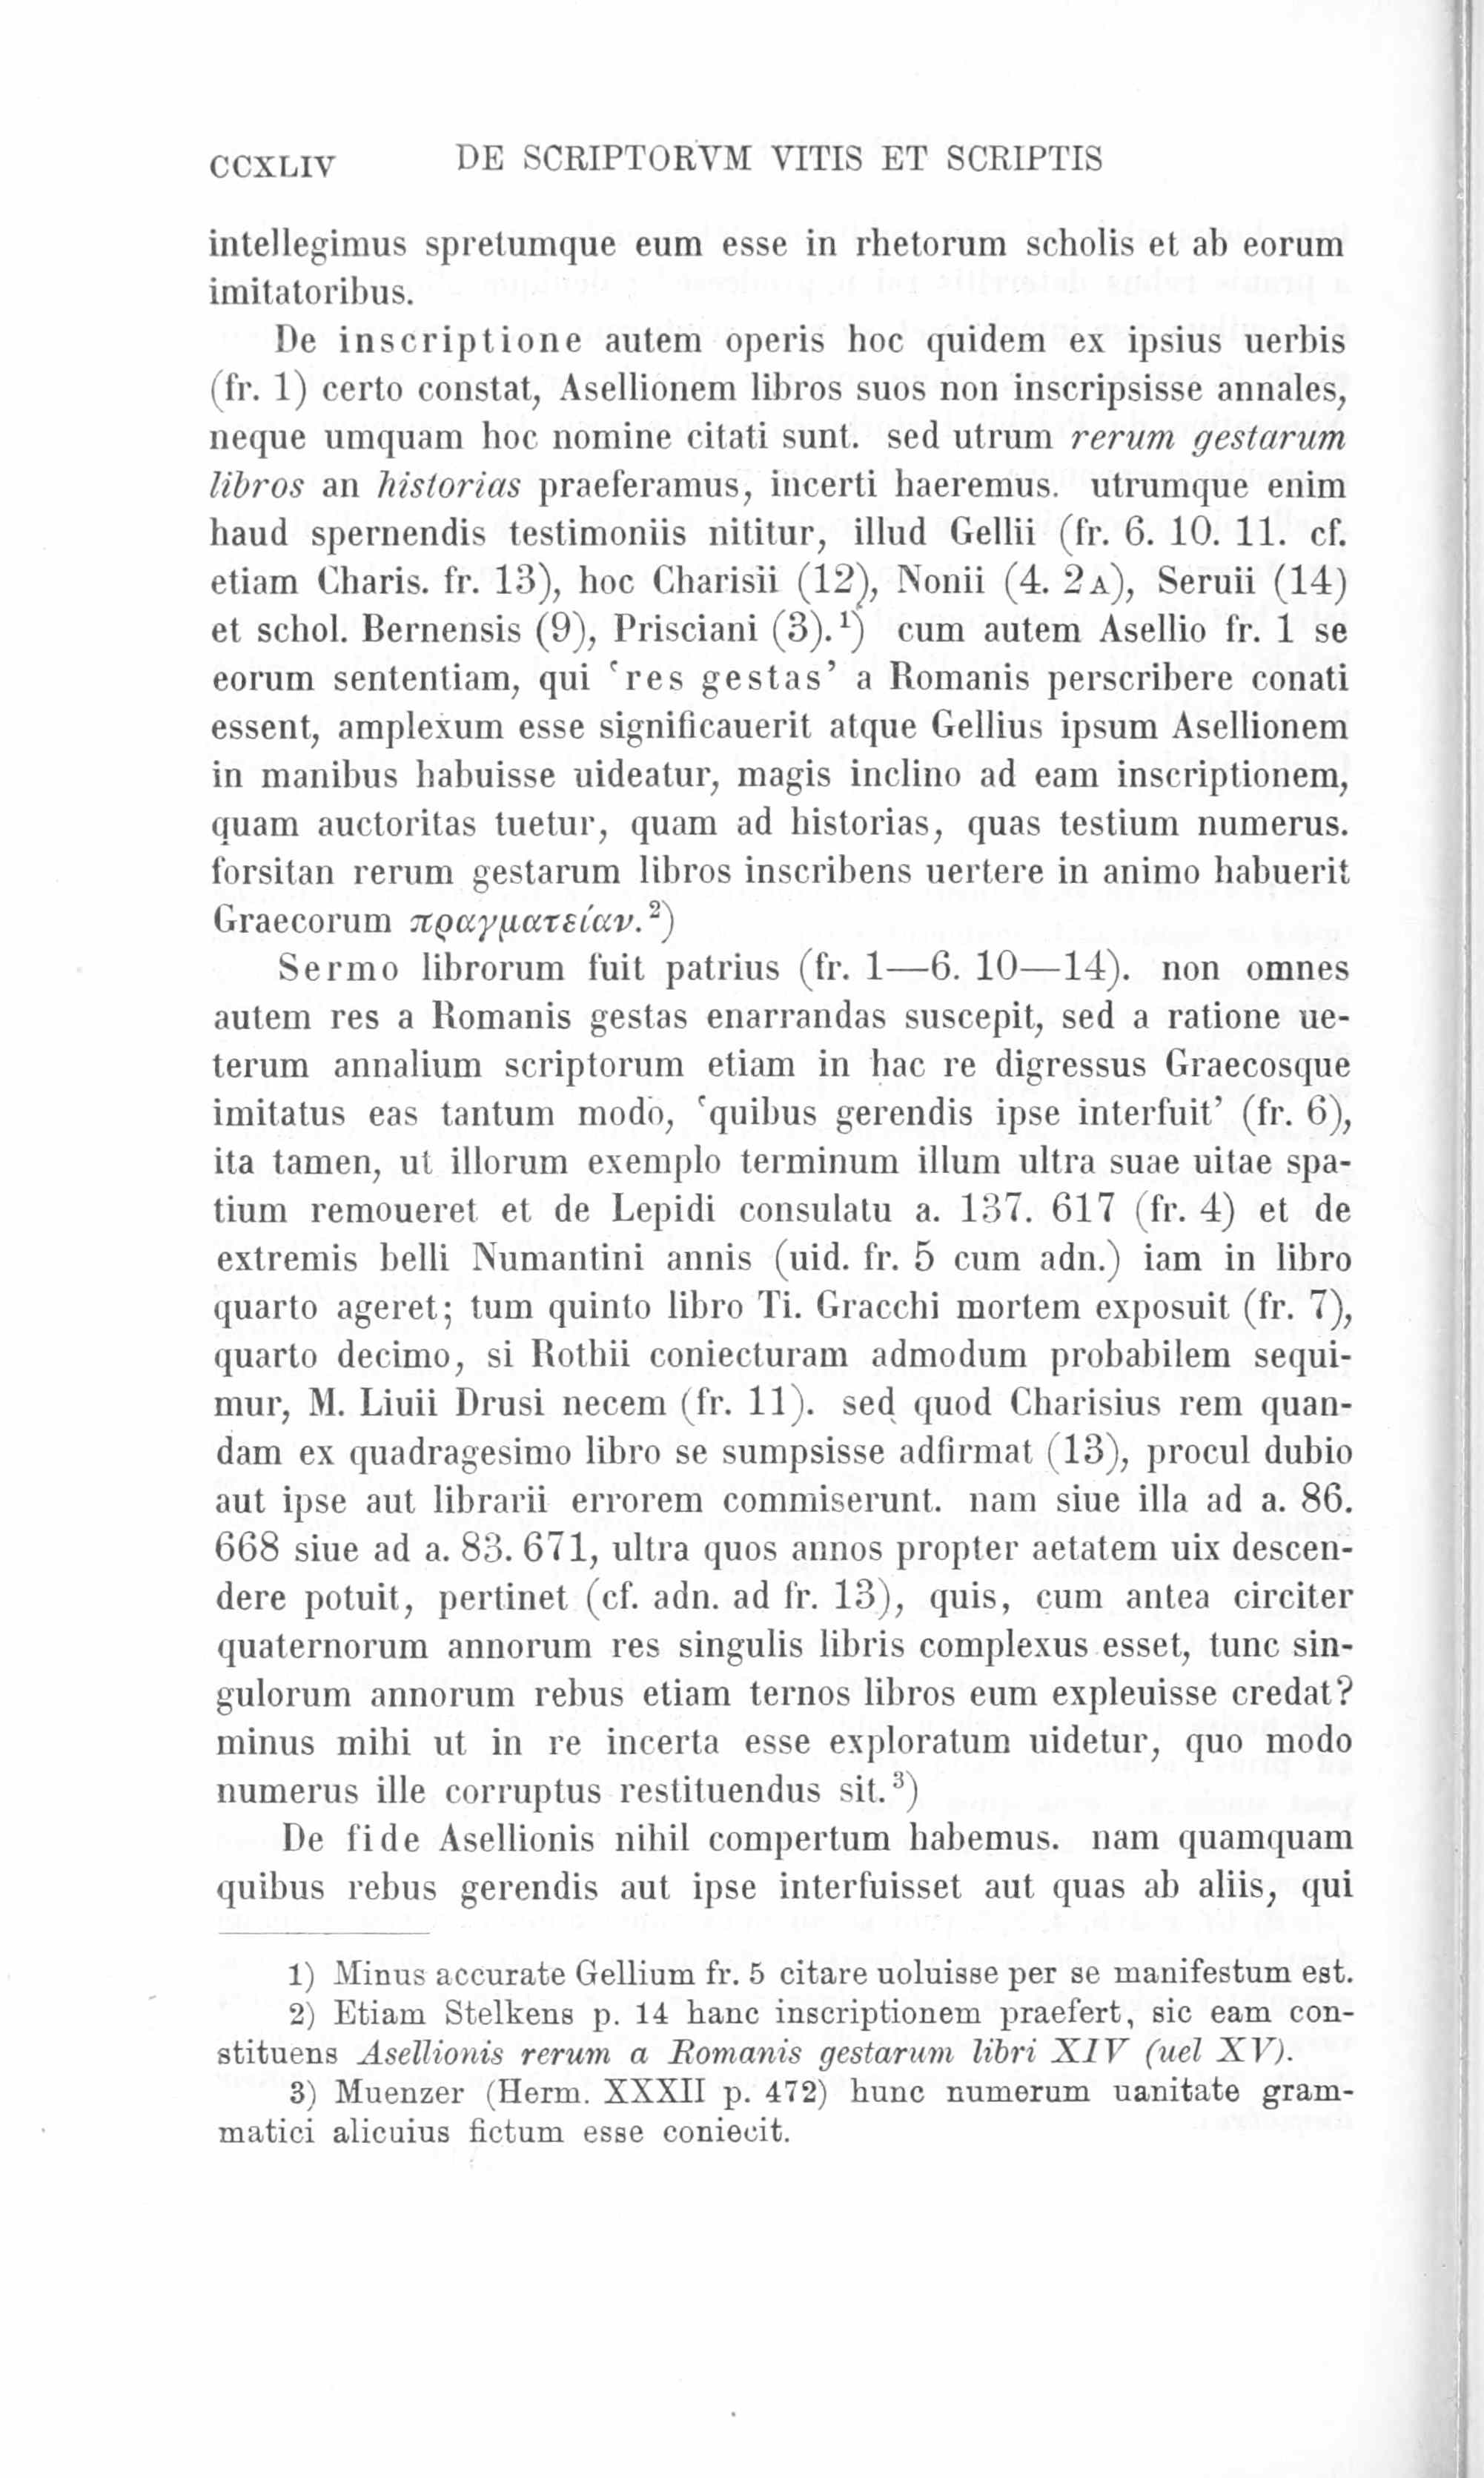 CCXLIV DE SCRIPTORVM VITIS ET SCRIPTIS
intellegimus spretumque eum esse in rhetorum scholis et ab eorum
imitatoribus.
De inscriptione autem operis hoc quidem ex ipsius uerbis
(fr. 1) certo constat, Asellionem libros suos non inscripsisse annales,
neque umquam hoc nomine citati sunt. sed utrum rerum gestarum
libros an historias praeferamus, incerti haeremus. utrumque enim
haud spernendis testimoniis nititur, illud Gellii (fr. 6. 10. 11. cf.
etiam Charis. fr. 13), hoc Charisii (12), Nonii (4. 2A), Seruii (14)
et schol. Bernensis (9), Prisciani (3).¹) cum autem Asellio fr. 1 se
eorum sententiam, qui ‘res gestas’ a Romanis perscribere conati
essent, amplexum esse significauerit atque Gellius ipsum Asellionem
in manibus habuisse uideatur, magis inclino ad eam inscriptionem,
quam auctoritas tuetur, quam ad historias, quas testium numerus.
forsitan rerum gestarum libros inscribens uertere in animo habuerit
Graecorum πραγματείαν.²)
Sermo librorum fuit patrius (fr. 1—6. 10—14). non omnes
autem res a Romanis gestas enarrandas suscepit, sed a ratione ue-
terum annalium scriptorum etiam in hac re digressus Graecosque
imitatus eas tantum modo, ‘quibus gerendis ipse interfuit’ (fr. 6),
ita tamen, ut illorum exemplo terminum illum ultra suae uitae spa-
tium remoueret et de Lepidi consulatu a. 137. 617 (fr. 4) et de
extremis belli Numantini annis (uid. fr. 5 cum adn.) iam in libro
quarto ageret; tum quinto libro Ti. Gracchi mortem exposuit (fr. 7),
quarto decimo, si Rothii coniecturam admodum probabilem sequi-
mur, M. Liuii Drusi necem (fr. 11). sed quod Charisius rem quan-
dam ex quadragesimo libro se sumpsisse adfirmat (13), procul dubio
aut ipse aut librarii errorem commiserunt. nam siue illa ad a. 86.
668 siue ad a. 83. 671, ultra quos annos propter aetatem uix descen-
dere potuit, pertinet (cf. adn. ad fr. 13), quis, cum antea circiter
quaternorum annorum res singulis libris complexus esset, tunc sin-
gulorum annorum rebus etiam ternos libros eum expleuisse credat?
minus mihi ut in re incerta esse exploratum uidetur, quo modo
numerus ille corruptus restituendus sit.³)
De fide Asellionis nihil compertum habemus. nam quamquam
quibus rebus gerendis aut ipse interfuisset aut quas ab aliis, qui
1) Minus accurate Gellium fr. 5 citare uoluisse per se manifestum est.
2) Etiam Stelkens p. 14 hanc inscriptionem praefert, sic eam con-
stituens Asellionis rerum a Romanis gestarum libri XIV (uel XV).
3) Muenzer (Herm. XXXII p. 472) hunc numerum uanitate gram-
matici alicuius fictum esse coniecit.